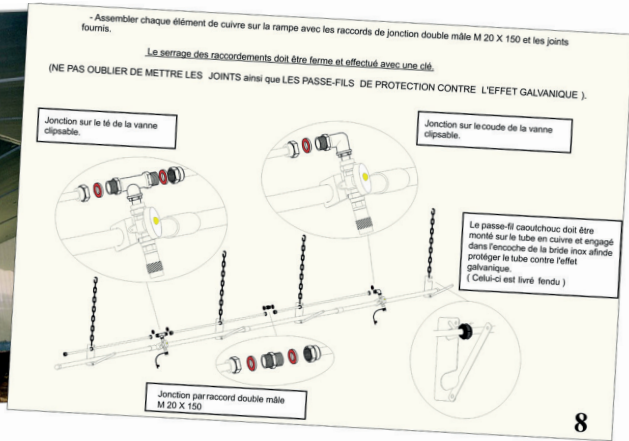 - Assembler chaque élément de cuivre sur la rampe avec les raccords de jonction double mâle M 20 X 150 et les joints
fournis.
Le serrage des raccordements doit être ferme et effectué avec une clé.
(NE PAS OUBLIER DE METTRE LES JOINTS ainsi que LES PASSE-FILS DE PROTECTION CONTRE L'EFFET GALVANIQUE ).
Jonction sur le té de la vanne
clipsable.
Jonction sur lecoude de la vanne
clipsable.
Le passe-fil caoutchouc doit être
monté sur le tube en cuivre et engagé
dans l'encoche de la bride inox afinde
protéger le tube contre l'effet
galvanique.
( Celui-ci est livré fendu )
Jonction parraccord double mâle
M 20 X 150
8